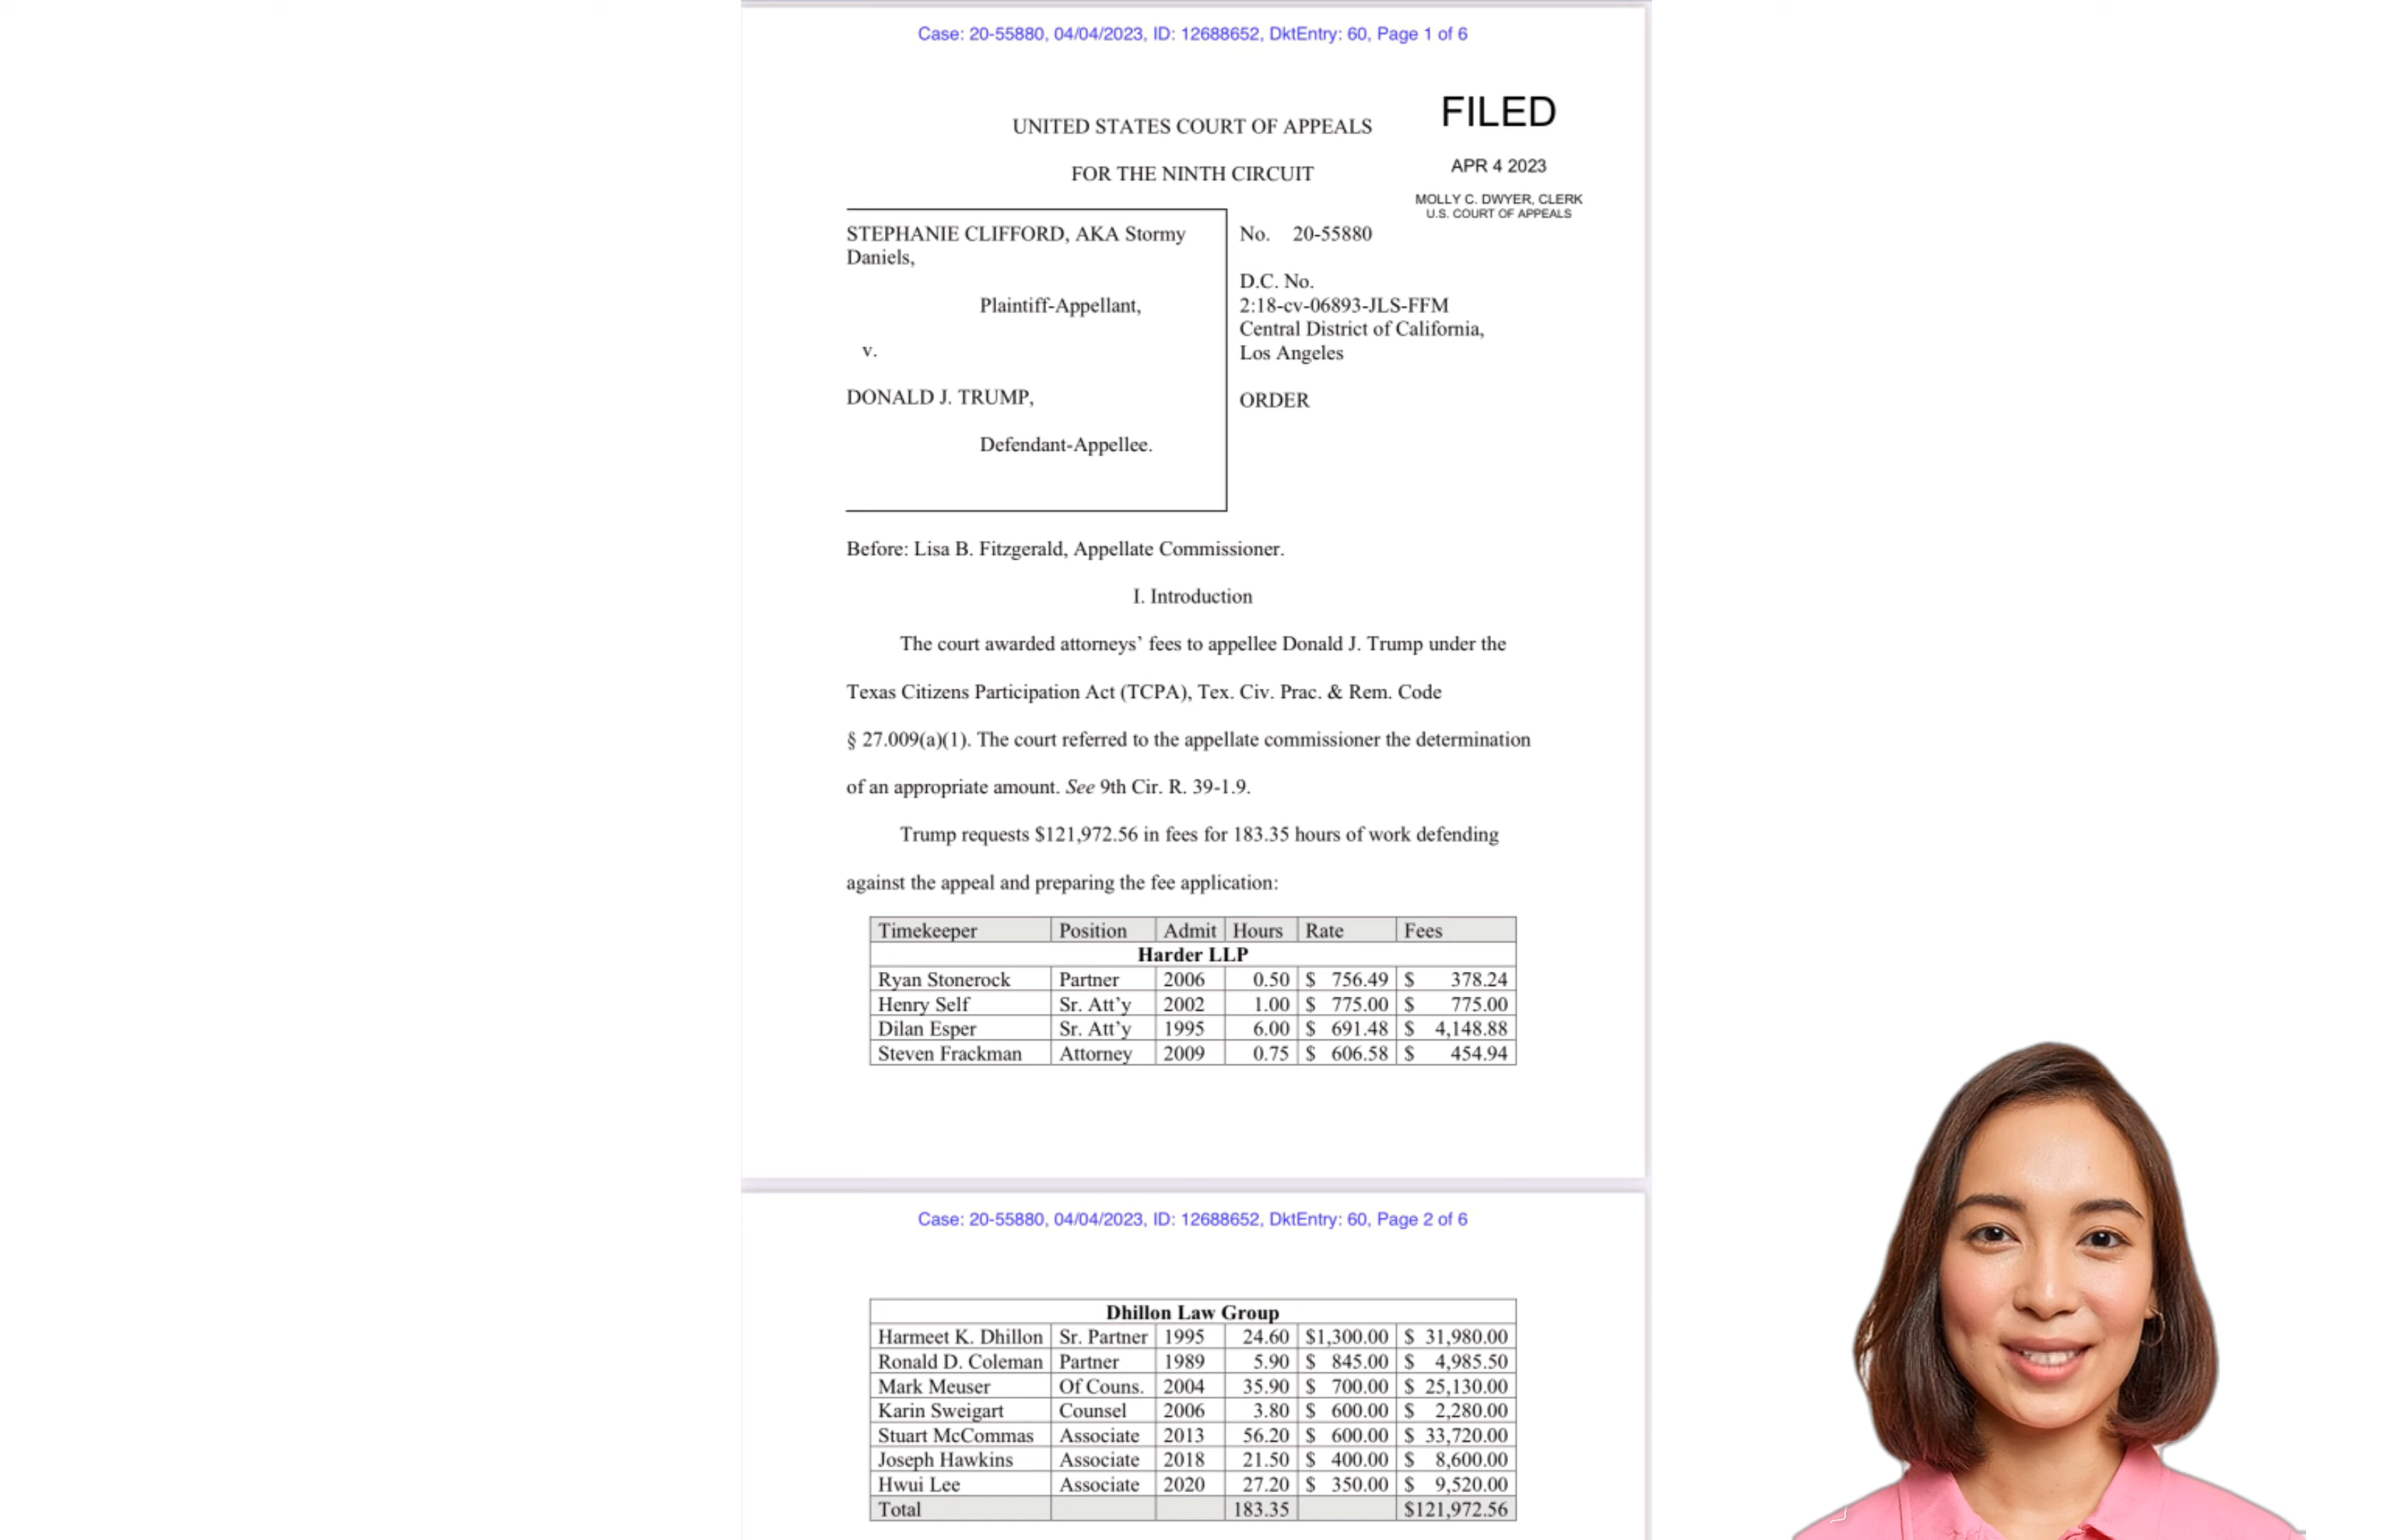 Case: 20-55880, 04/04/2023, ID: 12688652, DktEntry: 60, Page 1 of 6
FILED
APR 4 2023
MOLLY C. DWYER, CLERK
U.S. COURT OF APPEALS
UNITED STATES COURT OF APPEALS
FOR THE NINTH CIRCUIT
STEPHANIE CLIFFORD, AKA Stormy
Daniels,
Plaintiff-Appellant,
v.
DONALD J. TRUMP,
Defendant-Appellee.
No. 20-55880
D.C. No.
2:18-cv-06893-JLS-FFM
Central District of California,
Los Angeles
ORDER
Before: Lisa B. Fitzgerald, Appellate Commissioner.
I. Introduction
The court awarded attorneys’ fees to appellee Donald J. Trump under the
Texas Citizens Participation Act (TCPA), Tex. Civ. Prac. & Rem. Code
§ 27.009(a)(1). The court referred to the appellate commissioner the determination
of an appropriate amount. See 9th Cir. R. 39-1.9.
Trump requests $121,972.56 in fees for 183.35 hours of work defending
against the appeal and preparing the fee application:
Timekeeper Position Admit Hours Rate Fees
Harder LLP
Ryan Stonerock Partner 2006 0.50 $ 756.49 $ 378.24
Henry Self Sr. Att’y 2002 1.00 $ 775.00 $ 775.00
Dilan Esper Sr. Att’y 1995 6.00 $ 691.48 $ 4,148.88
Steven Frackman Attorney 2009 0.75 $ 606.58 $ 454.94
Case: 20-55880, 04/04/2023, ID: 12688652, DktEntry: 60, Page 2 of 6
Dhillon Law Group
Harmeet K. Dhillon Sr. Partner 1995 24.60 $1,300.00 $ 31,980.00
Ronald D. Coleman Partner 1989 5.90 $ 845.00 $ 4,985.50
Mark Meuser Of Couns. 2004 35.90 $ 700.00 $ 25,130.00
Karin Sweigart Counsel 2006 3.80 $ 600.00 $ 2,280.00
Stuart McCommas Associate 2013 56.20 $ 600.00 $ 33,720.00
Joseph Hawkins Associate 2018 21.50 $ 400.00 $ 8,600.00
Hwui Lee Associate 2020 27.20 $ 350.00 $ 9,520.00
Total 183.35 $121,972.56